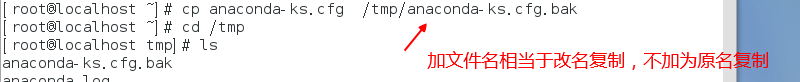 [root@localhost ~]# cp anaconda-ks.cfg  /tmp/anaconda-ks.cfg.bak
[root@localhost ~]# cd /tmp
[root@localhost tmp]# ls
anaconda-ks.cfg.bak
加文件名相当于改名复制，不加为原名复制
anaconda.log